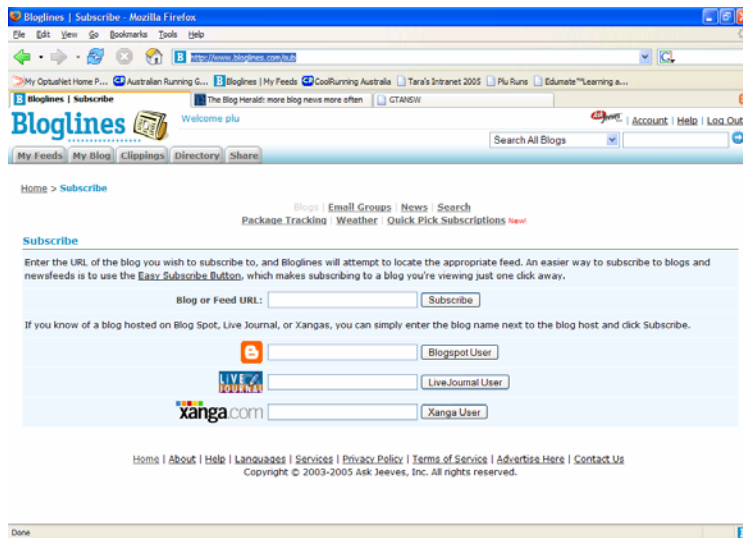 Bloglines | Subscribe - Mozilla Firefox
File Edit View Go Bookmarks Tools Help
http://www.bloglines.com/sub
My OptusNet Home P... Australian Running G... Bloglines | My Feeds CoolRunning Australia Tara's Intranet 2005 Plu Runs Edumate™Learning a...
Bloglines | Subscribe The Blog Herald: more blog news more often GTANSW
Bloglines Welcome plu | Account | Help | Log Out
Search All Blogs
My Feeds My Blog Clippings Directory Share
Home > Subscribe
Blogs | Email Groups | News | Search
Package Tracking | Weather | Quick Pick Subscriptions New!
Subscribe
Enter the URL of the blog you wish to subscribe to, and Bloglines will attempt to locate the appropriate feed. An easier way to subscribe to blogs and
newsfeeds is to use the Easy Subscribe Button, which makes subscribing to a blog you're viewing just one click away.
Blog or Feed URL: Subscribe
If you know of a blog hosted on Blog Spot, Live Journal, or Xangas, you can simply enter the blog name next to the blog host and click Subscribe.
Blogspot User
LIVE JOURNAL LiveJournal User
xanga.com Xanga User
Home | About | Help | Languages | Services | Privacy Policy | Terms of Service | Advertise Here | Contact Us
Copyright © 2003-2005 Ask Jeeves, Inc. All rights reserved.
Done